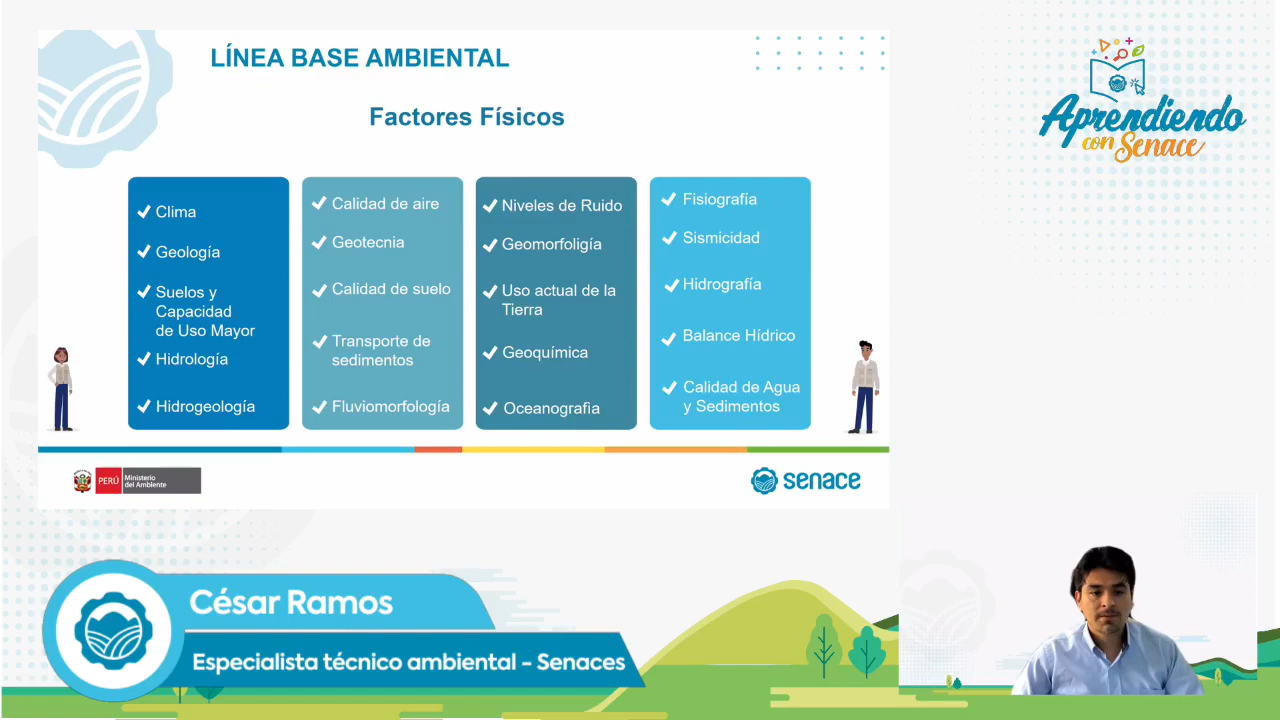 LÍNEA BASE AMBIENTAL
Factores Físicos
Clima
Geología
Suelos y
Capacidad
de Uso Mayor
Hidrología
Hidrogeología
Calidad de aire
Geotecnia
Calidad de suelo
Transporte de
sedimentos
Fluviomorfología
Niveles de Ruido
Geomorfoligía
Uso actual de la
Tierra
Geoquímica
Oceanografia
Fisiografía
Sismicidad
Hidrografía
Balance Hídrico
Calidad de Agua
y Sedimentos
PERÚ
Ministerio
del Ambiente
senace
Aprendiendo
con Senace
César Ramos
Especialista técnico ambiental - Senaces